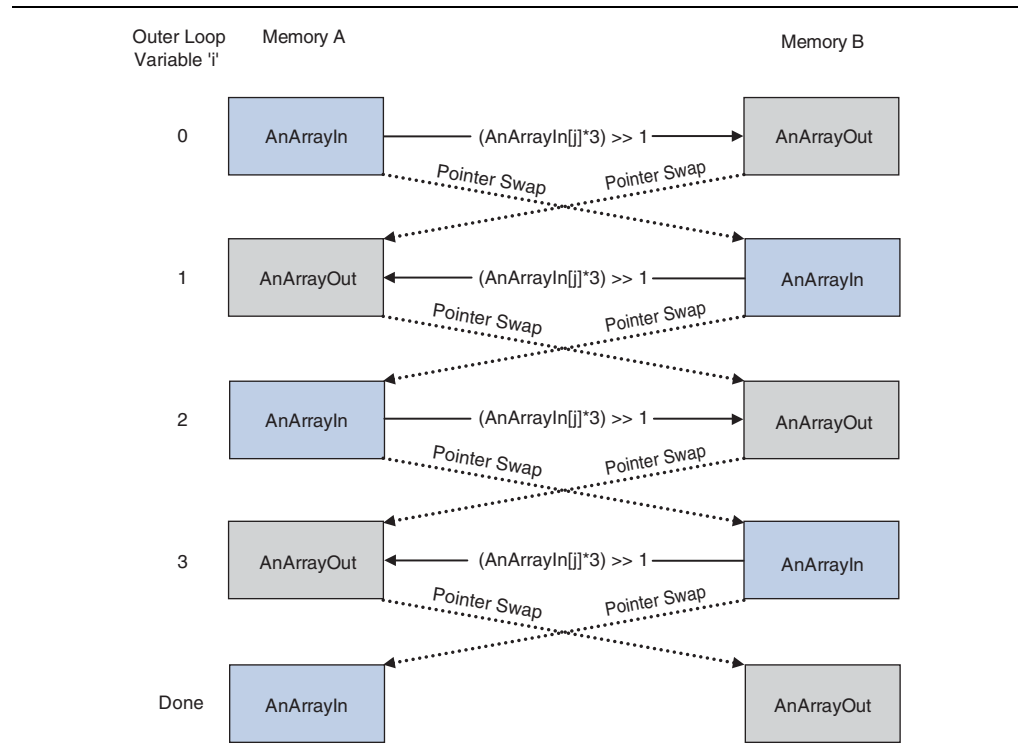 Outer Loop
Variable 'i'
Memory A
Memory B
0
AnArrayIn
(AnArrayIn[j]*3) >> 1
AnArrayOut
Pointer Swap
Pointer Swap
1
AnArrayOut
(AnArrayIn[j]*3) >> 1
AnArrayIn
Pointer Swap
Pointer Swap
2
AnArrayIn
(AnArrayIn[j]*3) >> 1
AnArrayOut
Pointer Swap
Pointer Swap
3
AnArrayOut
(AnArrayIn[j]*3) >> 1
AnArrayIn
Pointer Swap
Pointer Swap
Done
AnArrayIn
AnArrayOut